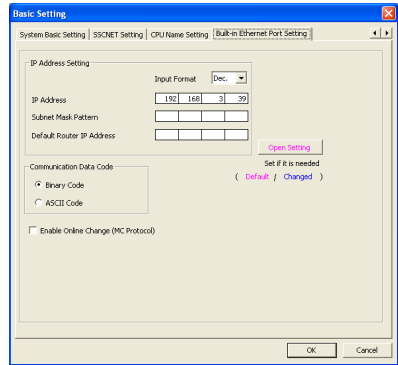 Basic Setting
System Basic Setting | SSCNET Setting | CPU Name Setting | Built-in Ethernet Port Setting
IP Address Setting
Input Format Dec.
IP Address 192 168 3 39
Subnet Mask Pattern
Default Router IP Address
Open Setting
Set if it is needed
( Default / Changed )
Communication Data Code
Binary Code
ASCII Code
Enable Online Change (MC Protocol)
OK Cancel